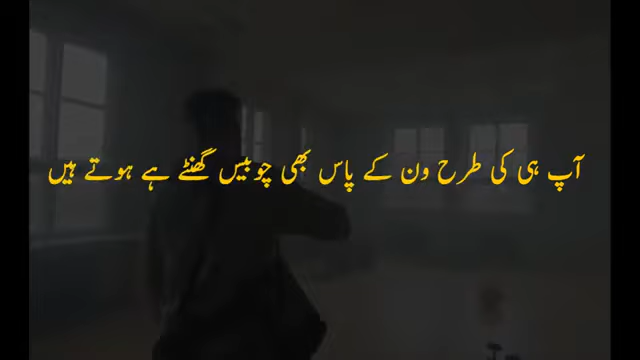 آپ ہی کی طرح ون کے پاس بھی چوبیس گھنٹے ہے ہوتے ہیں